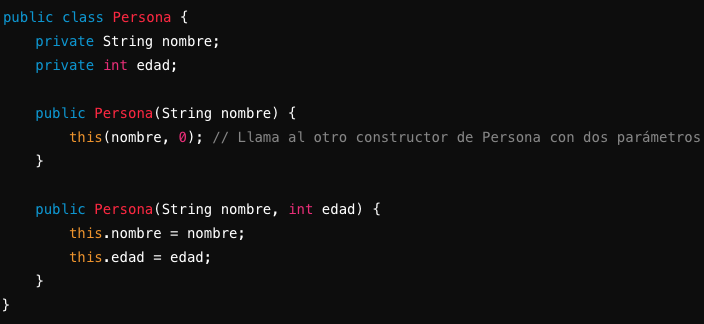 public class Persona {
    private String nombre;
    private int edad;

    public Persona(String nombre) {
        this(nombre, 0); // Llama al otro constructor de Persona con dos parámetros
    }

    public Persona(String nombre, int edad) {
        this.nombre = nombre;
        this.edad = edad;
    }
}